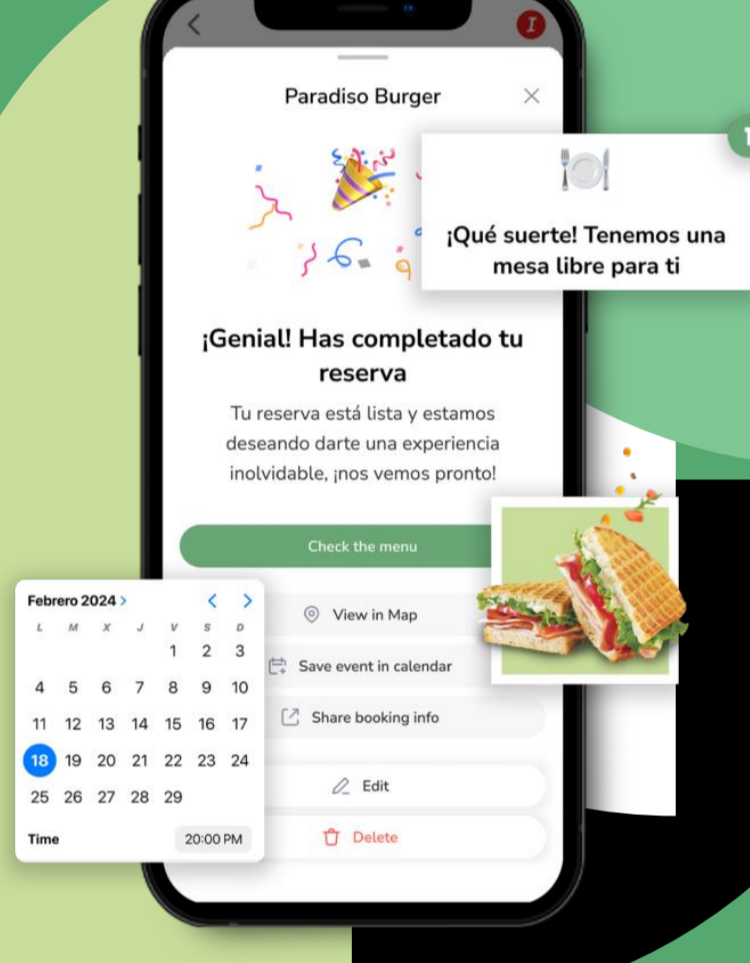 I
Paradiso Burger
¡Qué suerte! Tenemos una
mesa libre para ti
¡Genial! Has completado tu
reserva
Tu reserva está lista y estamos
deseando darte una experiencia
inolvidable, ¡nos vemos pronto!
Check the menu
View in Map
Save event in calendar
Share booking info
Edit
Delete
Febrero 2024 >
L M X J V S D
1 2 3
4 5 6 7 8 9 10
11 12 13 14 15 16 17
18 19 20 21 22 23 24
25 26 27 28 29
Time 20:00 PM